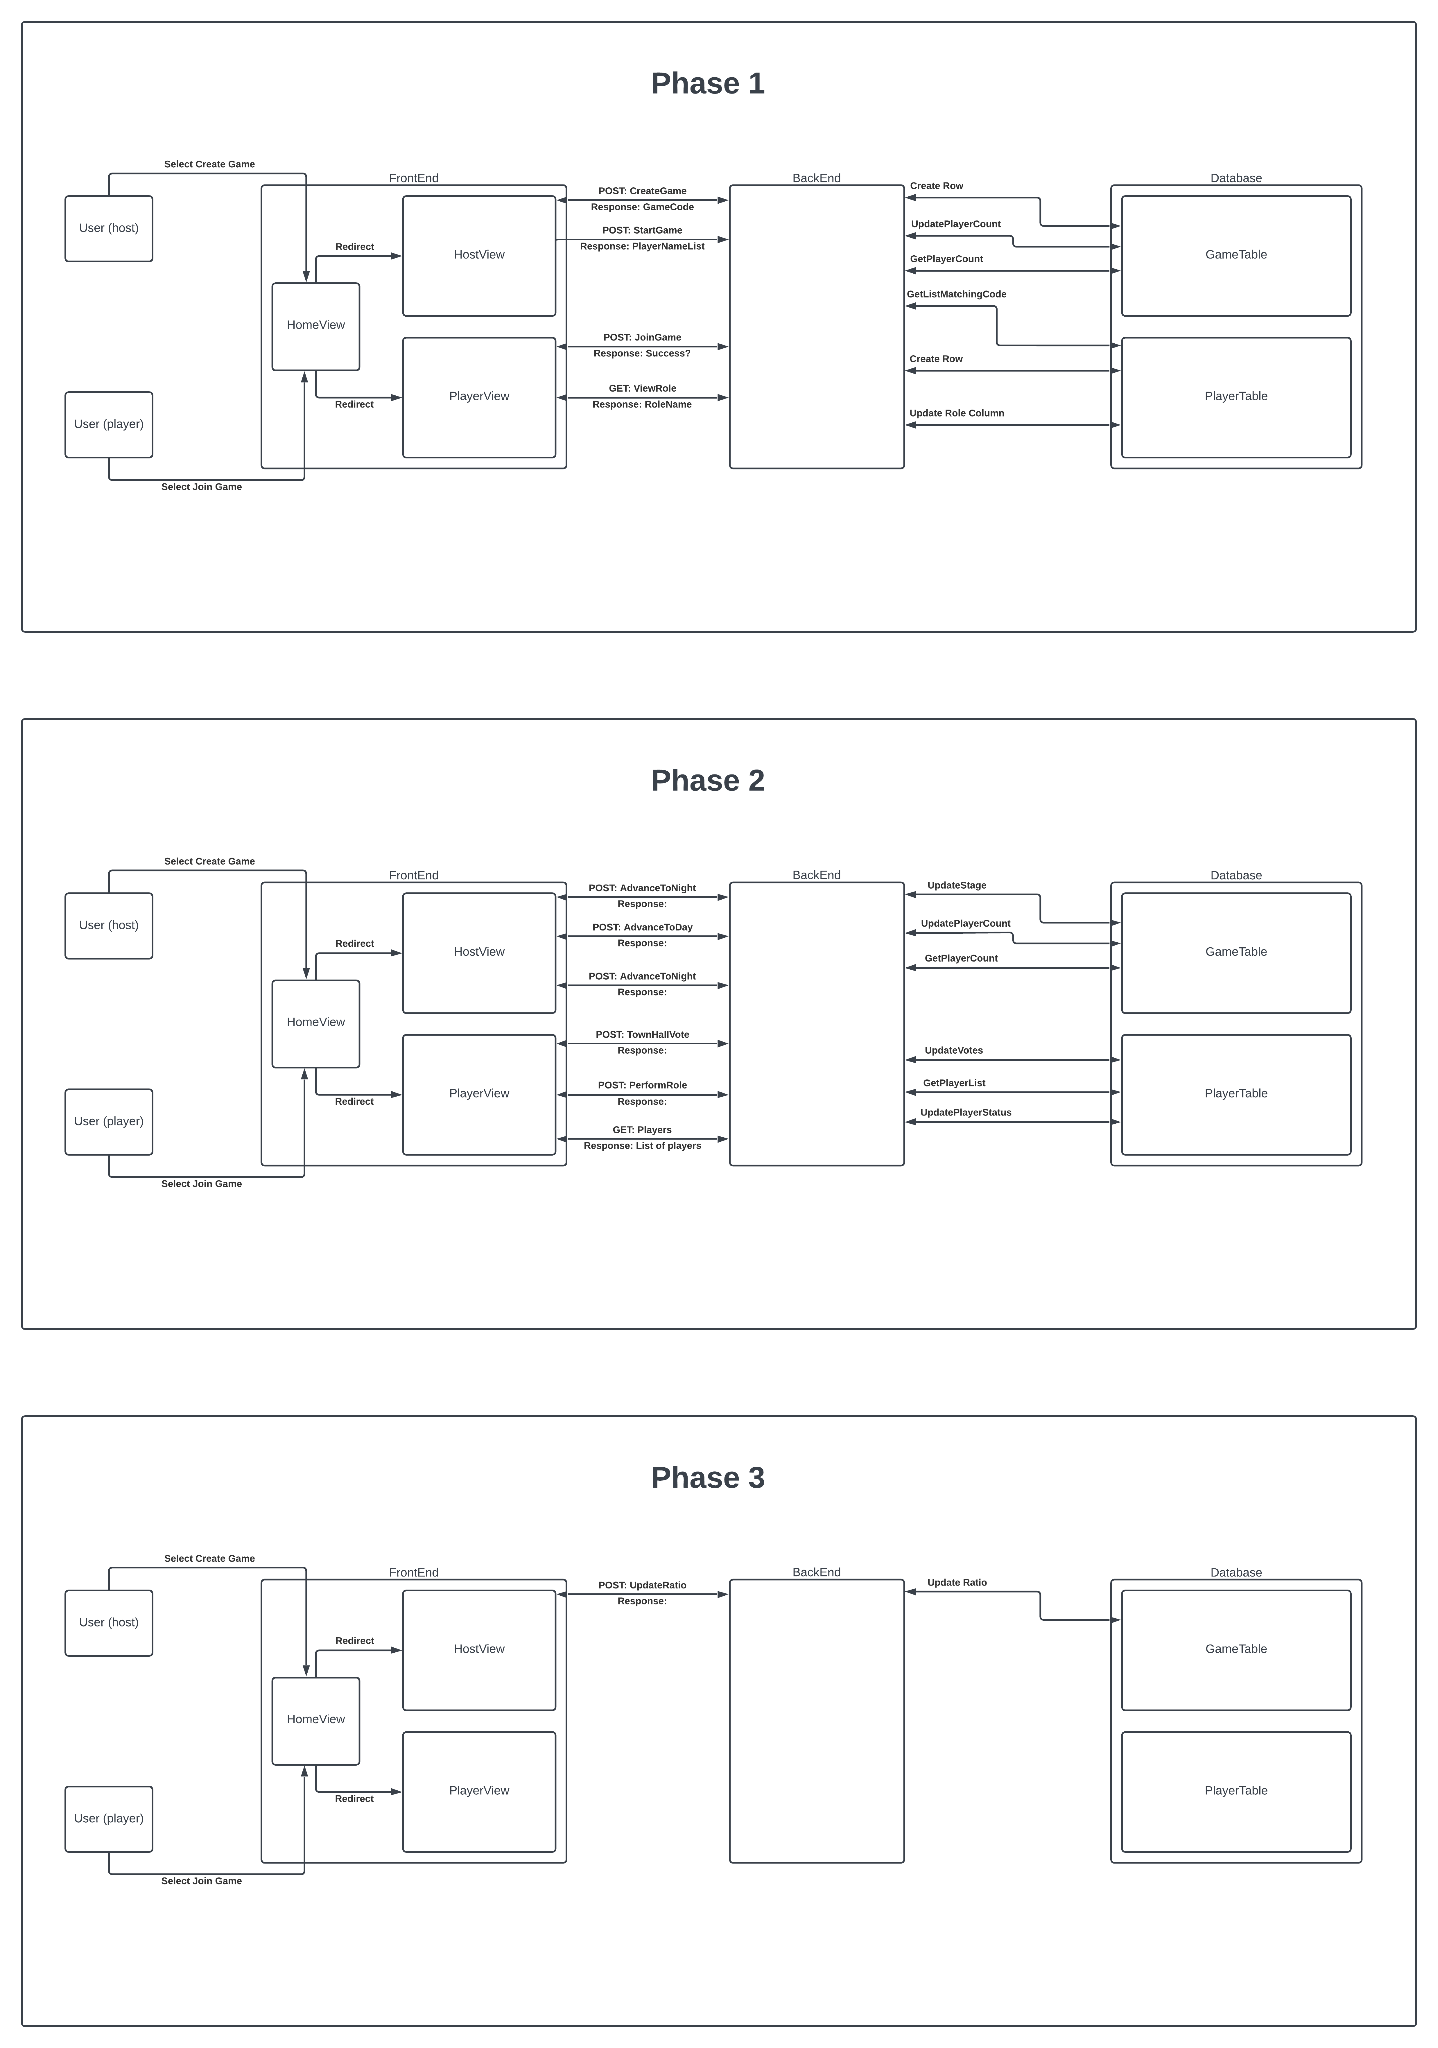 Phase 1
Select Create Game
User (host)
FrontEnd
HostView
Redirect
HomeView
PlayerView
Redirect
User (player)
Select Join Game
POST: CreateGame
Response: GameCode
POST: StartGame
Response: PlayerNameList
POST: JoinGame
Response: Success?
GET: ViewRole
Response: RoleName
BackEnd
Create Row
UpdatePlayerCount
GetPlayerCount
GetListMatchingCode
Create Row
Update Role Column
Database
GameTable
PlayerTable
Phase 2
Select Create Game
User (host)
FrontEnd
HostView
Redirect
HomeView
PlayerView
Redirect
User (player)
Select Join Game
POST: AdvanceToNight
Response:
POST: AdvanceToDay
Response:
POST: AdvanceToNight
Response:
POST: TownHallVote
Response:
POST: PerformRole
Response:
GET: Players
Response: List of players
BackEnd
UpdateStage
UpdatePlayerCount
GetPlayerCount
UpdateVotes
GetPlayerList
UpdatePlayerStatus
Database
GameTable
PlayerTable
Phase 3
Select Create Game
User (host)
FrontEnd
HostView
Redirect
HomeView
PlayerView
Redirect
User (player)
Select Join Game
POST: UpdateRatio
Response:
BackEnd
Update Ratio
Database
GameTable
PlayerTable